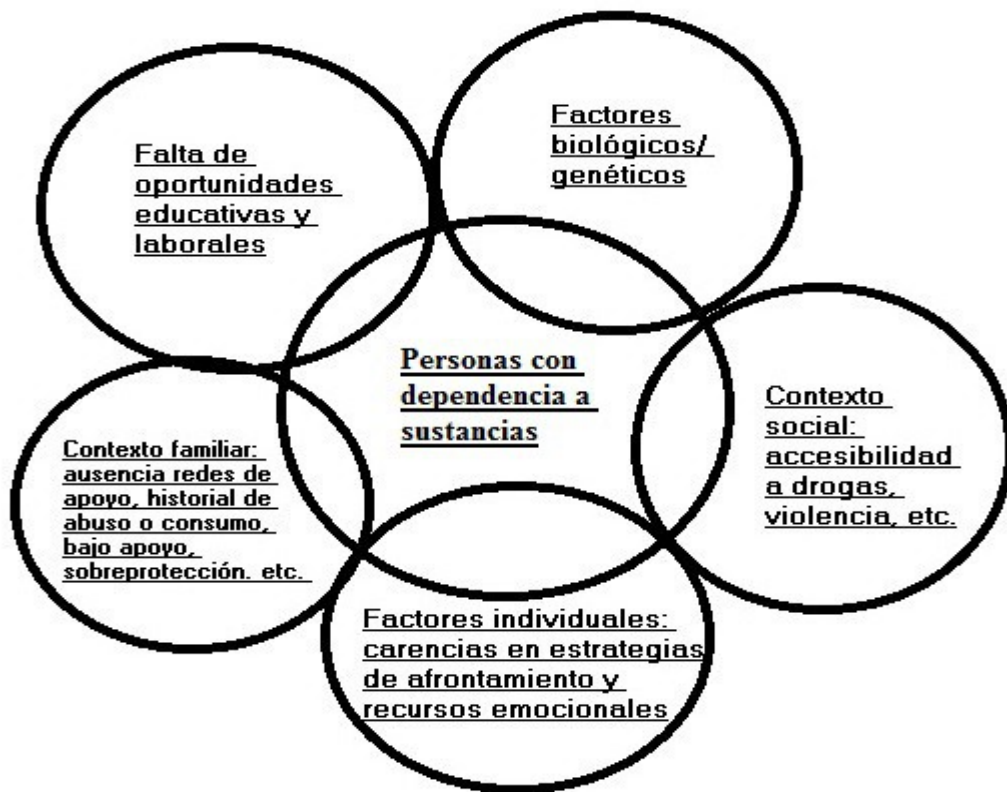 Falta de
oportunidades
educativas y
laborales
Factores
biológicos/
genéticos
Personas con
dependencia a
sustancias
Contexto
social:
accesibilidad
a drogas,
violencia, etc.
Contexto familiar:
ausencia redes de
apoyo, historial de
abuso o consumo,
bajo apoyo,
sobreprotección. etc.
Factores individuales:
carencias en estrategias
de afrontamiento y
recursos emocionales